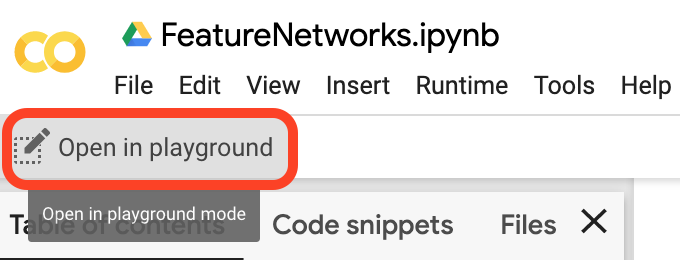 FeatureNetworks.ipynb
File Edit View Insert Runtime Tools Help
Open in playground
Open in playground mode
Table of contents Code snippets Files